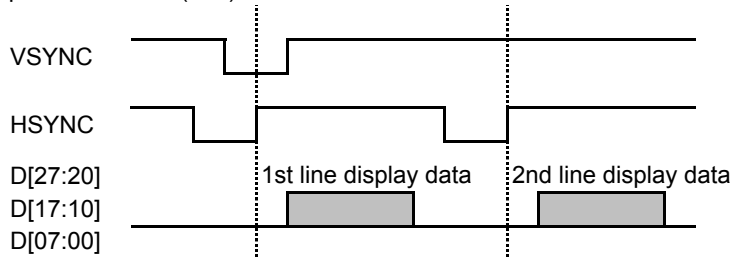 VSYNC
HSYNC
D[27:20] 1st line display data 2nd line display data
D[17:10]
D[07:00]